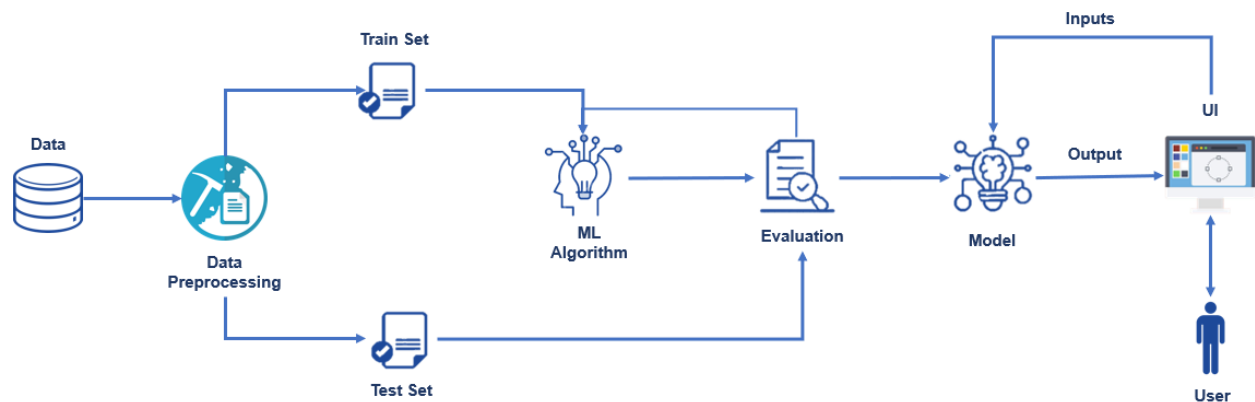 Inputs
Train Set
UI
Data
Output
ML
Algorithm
Evaluation
Model
Data
Preprocessing
Test Set
User